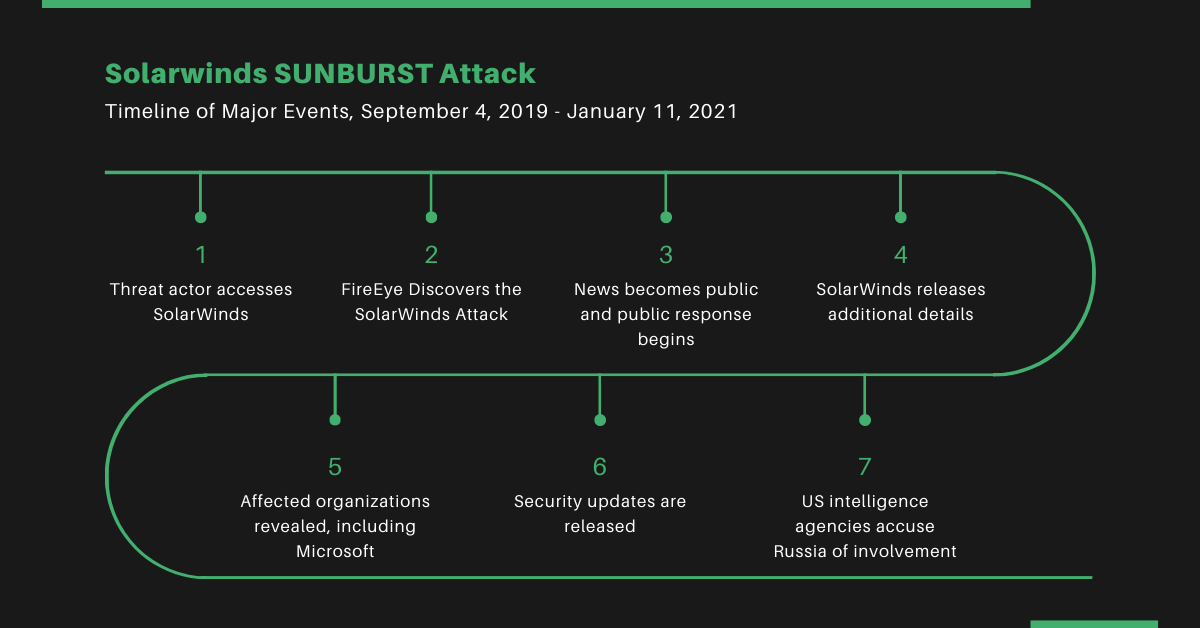 Solarwinds SUNBURST Attack
Timeline of Major Events, September 4, 2019 - January 11, 2021
1
Threat actor accesses
SolarWinds
2
FireEye Discovers the
SolarWinds Attack
3
News becomes public
and public response
begins
4
SolarWinds releases
additional details
5
Affected organizations
revealed, including
Microsoft
6
Security updates are
released
7
US intelligence
agencies accuse
Russia of involvement